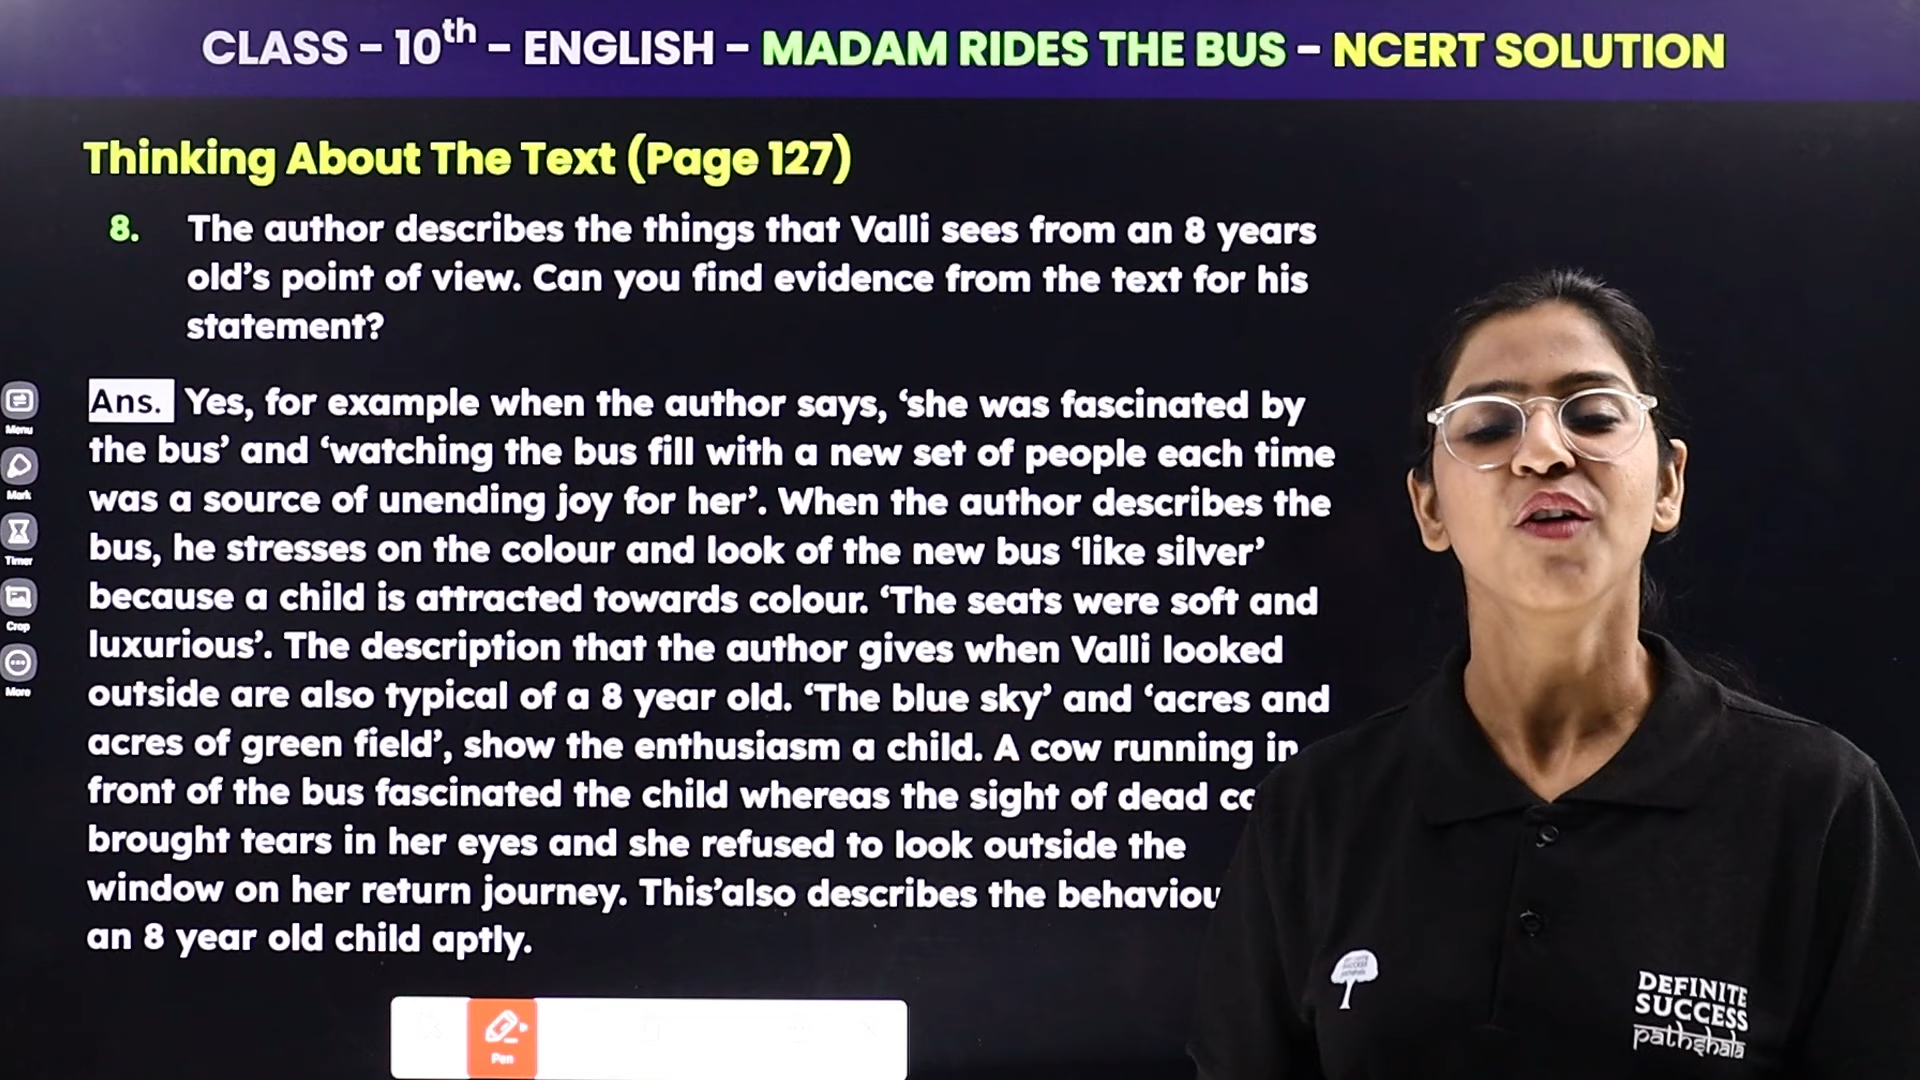 CLASS – 10th – ENGLISH – MADAM RIDES THE BUS – NCERT SOLUTION
Thinking About The Text (Page 127)
8. The author describes the things that Valli sees from an 8 years
old's point of view. Can you find evidence from the text for his
statement?
Ans. Yes, for example when the author says, ‘she was fascinated by
the bus’ and ‘watching the bus fill with a new set of people each time
was a source of unending joy for her’. When the author describes the
bus, he stresses on the colour and look of the new bus ‘like silver’
because a child is attracted towards colour. ‘The seats were soft and
luxurious’. The description that the author gives when Valli looked
outside are also typical of a 8 year old. ‘The blue sky’ and ‘acres and
acres of green field’, show the enthusiasm a child. A cow running in
front of the bus fascinated the child whereas the sight of dead
brought tears in her eyes and she refused to look outside the
window on her return journey. This’also describes the behaviou
an 8 year old child aptly.
Menu
Mark
Timer
Crop
More
Pen
DEFINITE
SUCCESS
pathshala